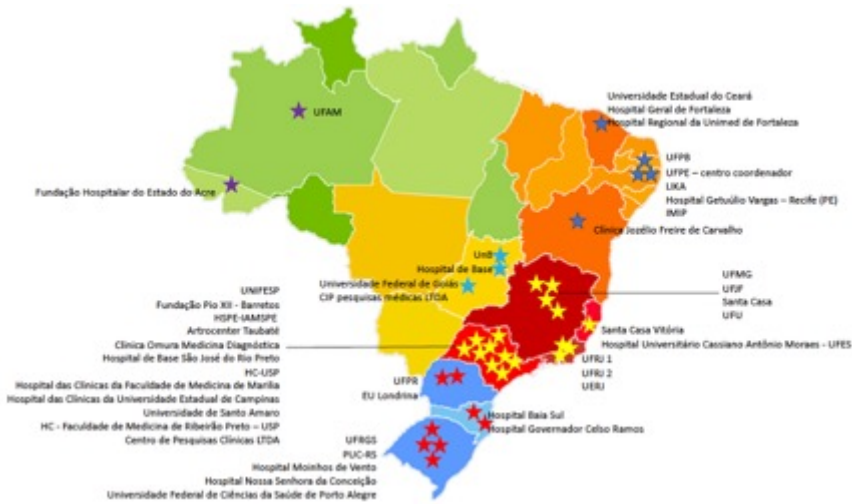 Universidade Estadual do Ceará
Hospital Geral de Fortaleza
Hospital Regional da Unimed de Fortaleza
UFAM
UFPB
UFPE – centro coordenador
LIKA
Hospital Getuúlio Vargas – Recife (PE)
IMIP
Fundação Hospitalar do Estado do Acre
Clínica Jozélio Freire de Carvalho
UnB
Hospital de Base
Universidade Federal de Goiás
CIP pesquisas médicas LTDA
UFMG
UFJF
Santa Casa
UFU
UNIFESP
Fundação Pio XII - Barretos
HSPE-IAMSPE
Artrocenter Taubaté
Clínica Omura Medicina Diagnóstica
Hospital de Base São José do Rio Preto
HC-USP
Hospital das Clínicas da Faculdade de Medicina de Marília
Hospital das Clínicas da Universidade Estadual de Campinas
Universidade de Santo Amaro
HC - Faculdade de Medicina de Ribeirão Preto – USP
Centro de Pesquisas Clínicas LTDA
Santa Casa Vitória
Hospital Universitário Cassiano Antônio Moraes - UFES
UFRJ 1
UFRJ 2
UERJ
UFPR
EU Londrina
Hospital Baia Sul
Hospital Governador Celso Ramos
UFRGS
PUC-RS
Hospital Moinhos de Vento
Hospital Nossa Senhora da Conceição
Universidade Federal de Ciências da Saúde de Porto Alegre